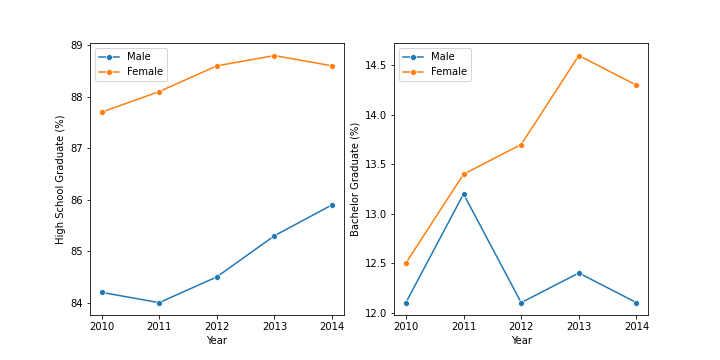 High School Graduate (%)
89
88
87
86
85
84
Male
Female
2010 2011 2012 2013 2014
Year
Bachelor Graduate (%)
14.5
14.0
13.5
13.0
12.5
12.0
Male
Female
2010 2011 2012 2013 2014
Year